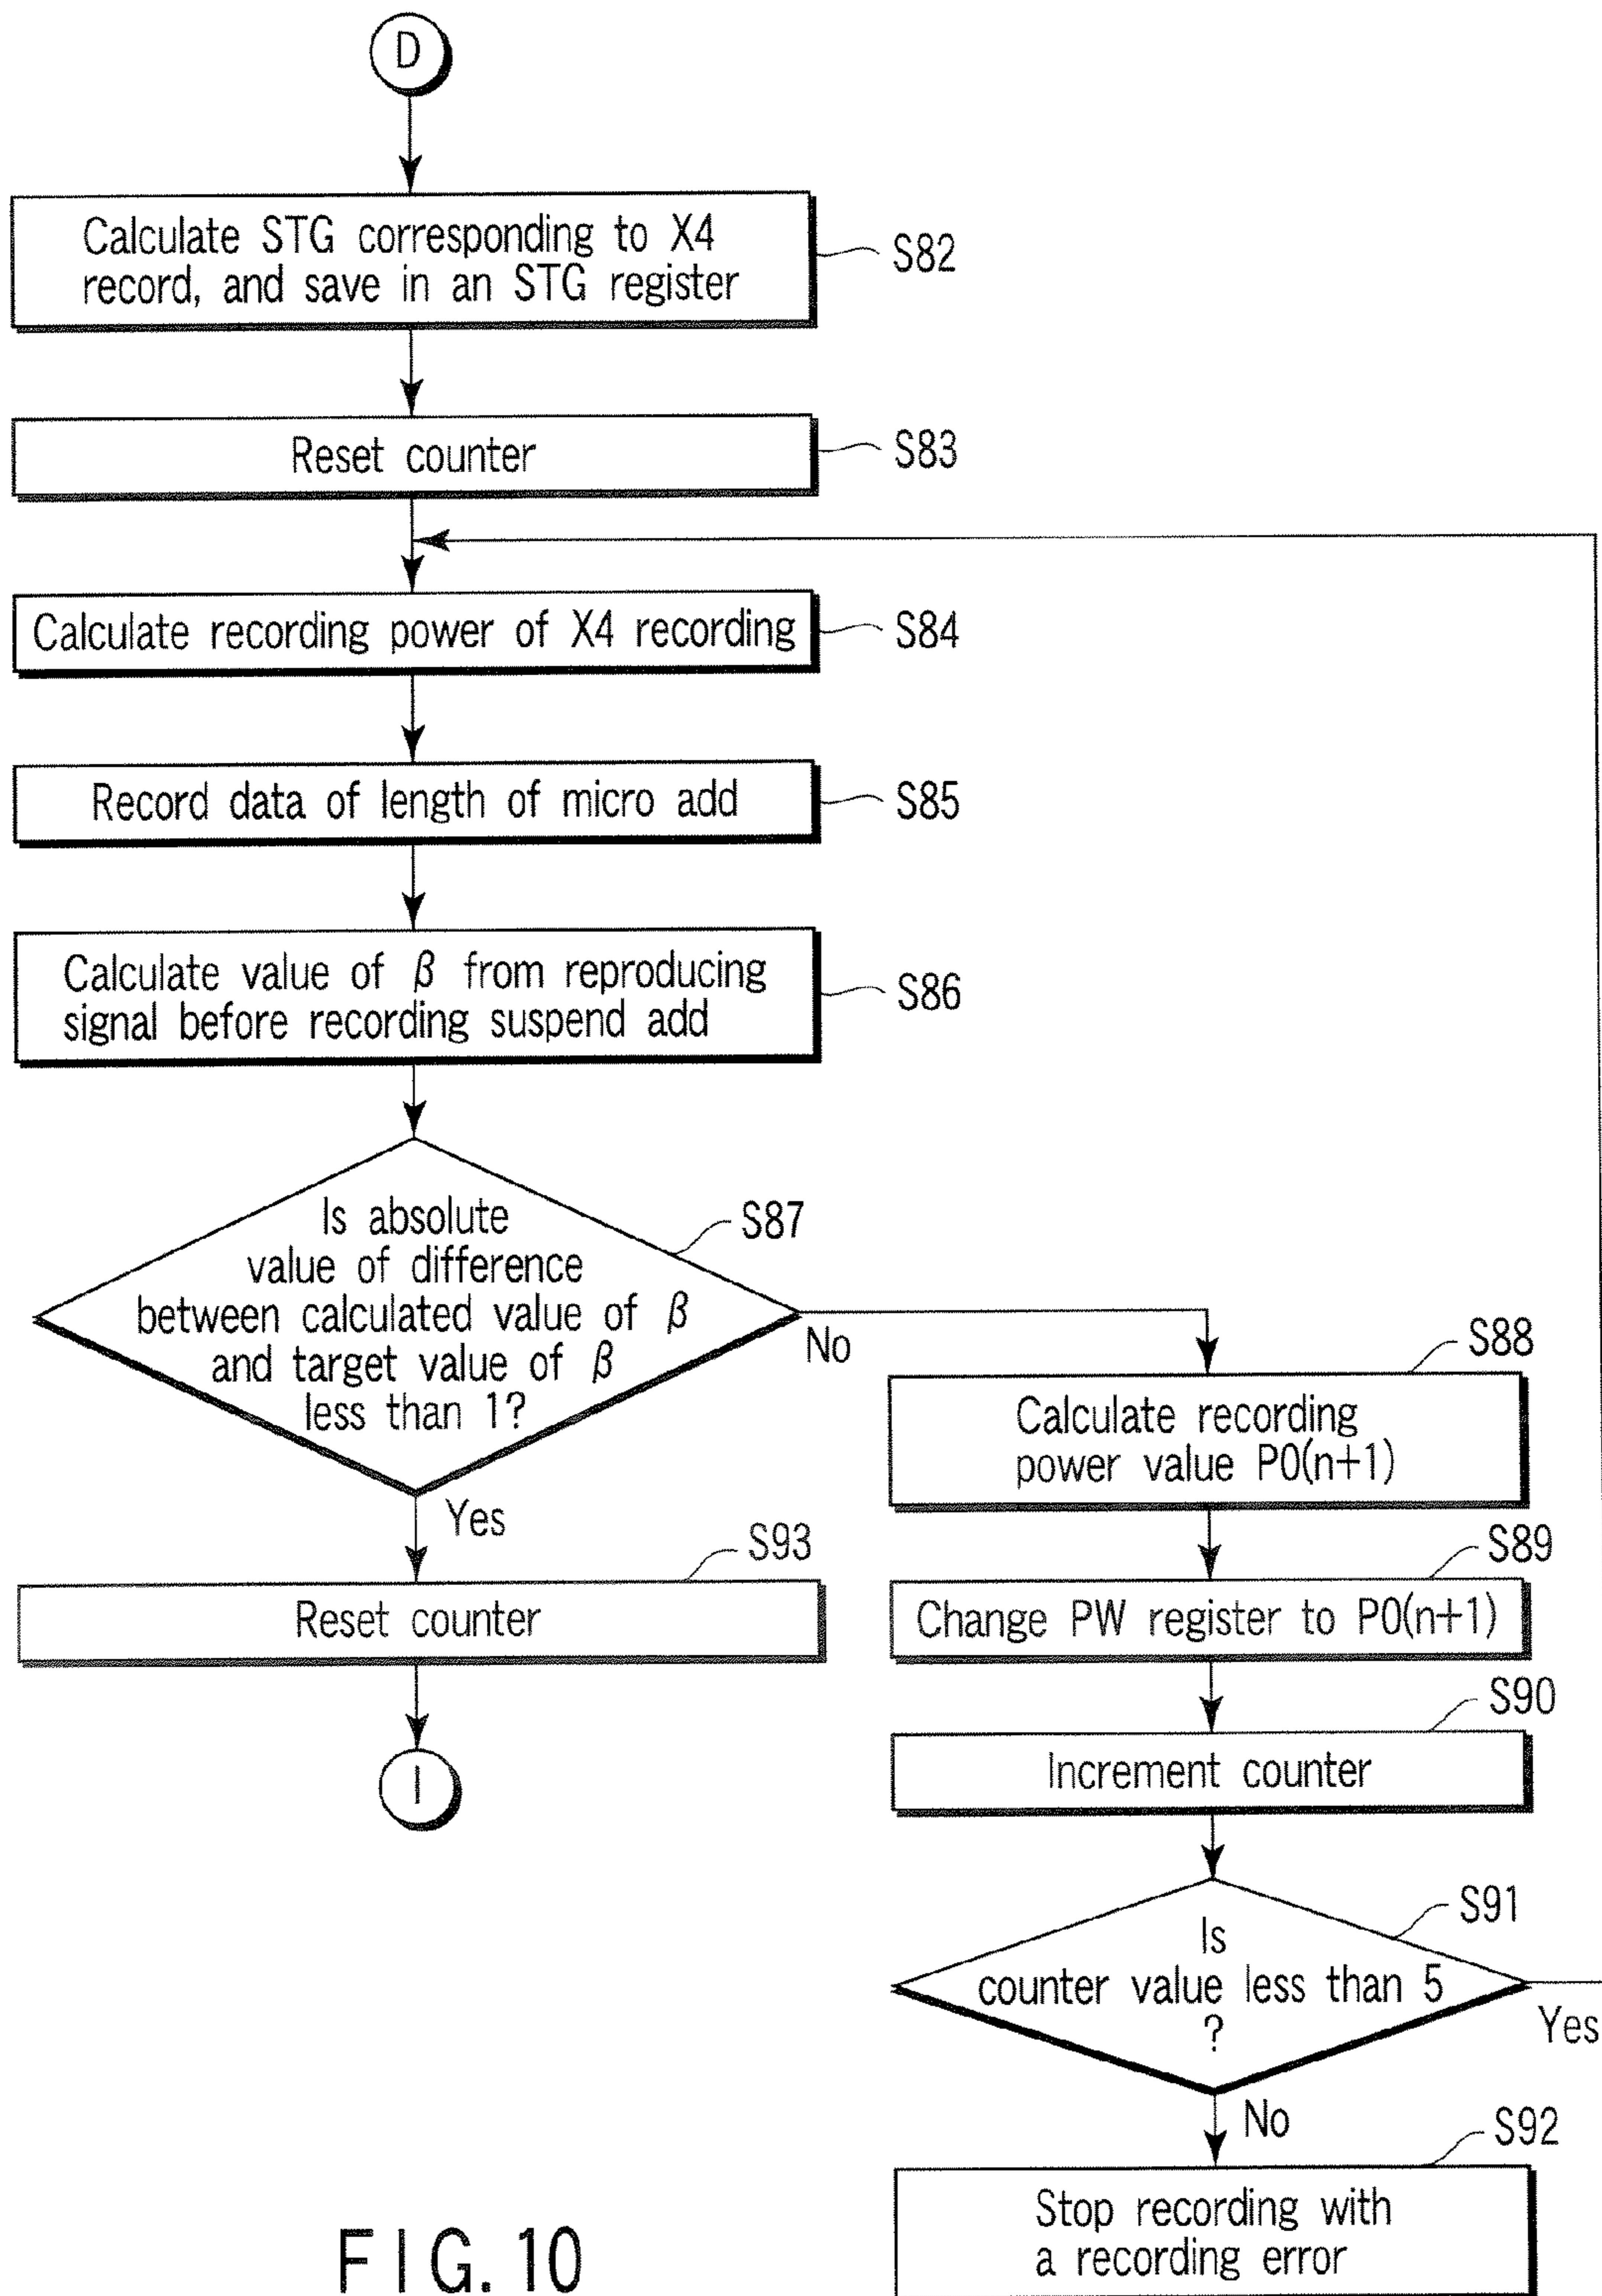 D
Calculate STG corresponding to X4
record, and save in an STG register
S82
Reset counter
S83
Calculate recording power of X4 recording
S84
Record data of length of micro add
S85
Calculate value of β from reproducing
signal before recording suspend add
S86
Is absolute
value of difference
between calculated value of β
and target value of β
less than 1?
S87
No
Yes
S88
Calculate recording
power value P0(n+1)
S93
Reset counter
S89
Change PW register to P0(n+1)
S90
Increment counter
I
S91
Is
counter value less than 5
?
Yes
No
S92
Stop recording with
a recording error
FIG. 10